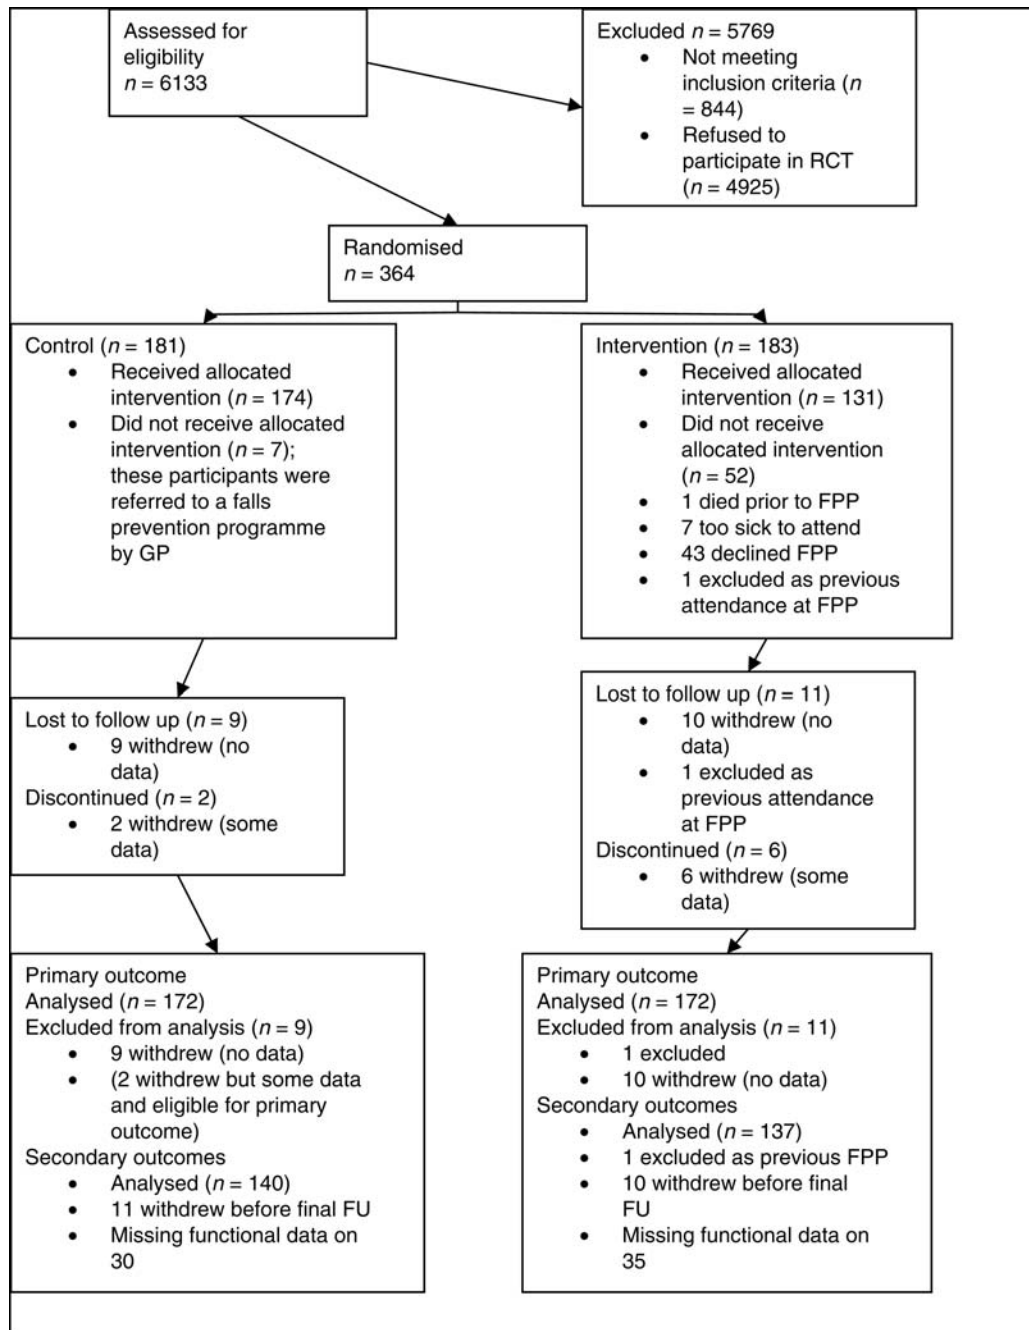 Assessed for
eligibility
n = 6133
Excluded n = 5769
• Not meeting
inclusion criteria (n
= 844)
• Refused to
participate in RCT
(n = 4925)
Randomised
n = 364
Control (n = 181)
• Received allocated
intervention (n = 174)
• Did not receive allocated
intervention (n = 7);
these participants were
referred to a falls
prevention programme
by GP
Intervention (n = 183)
• Received allocated
intervention (n = 131)
• Did not receive
allocated intervention
(n = 52)
• 1 died prior to FPP
• 7 too sick to attend
• 43 declined FPP
• 1 excluded as previous
attendance at FPP
Lost to follow up (n = 9)
• 9 withdrew (no
data)
Discontinued (n = 2)
• 2 withdrew (some
data)
Lost to follow up (n = 11)
• 10 withdrew (no
data)
• 1 excluded as
previous attendance
at FPP
Discontinued (n = 6)
• 6 withdrew (some
data)
Primary outcome
Analysed (n = 172)
Excluded from analysis (n = 9)
• 9 withdrew (no data)
• (2 withdrew but some data
and eligible for primary
outcome)
Secondary outcomes
• Analysed (n = 140)
• 11 withdrew before final FU
• Missing functional data on
30
Primary outcome
Analysed (n = 172)
Excluded from analysis (n = 11)
• 1 excluded
• 10 withdrew (no data)
Secondary outcomes
• Analysed (n = 137)
• 1 excluded as previous FPP
• 10 withdrew before final
FU
• Missing functional data on
35